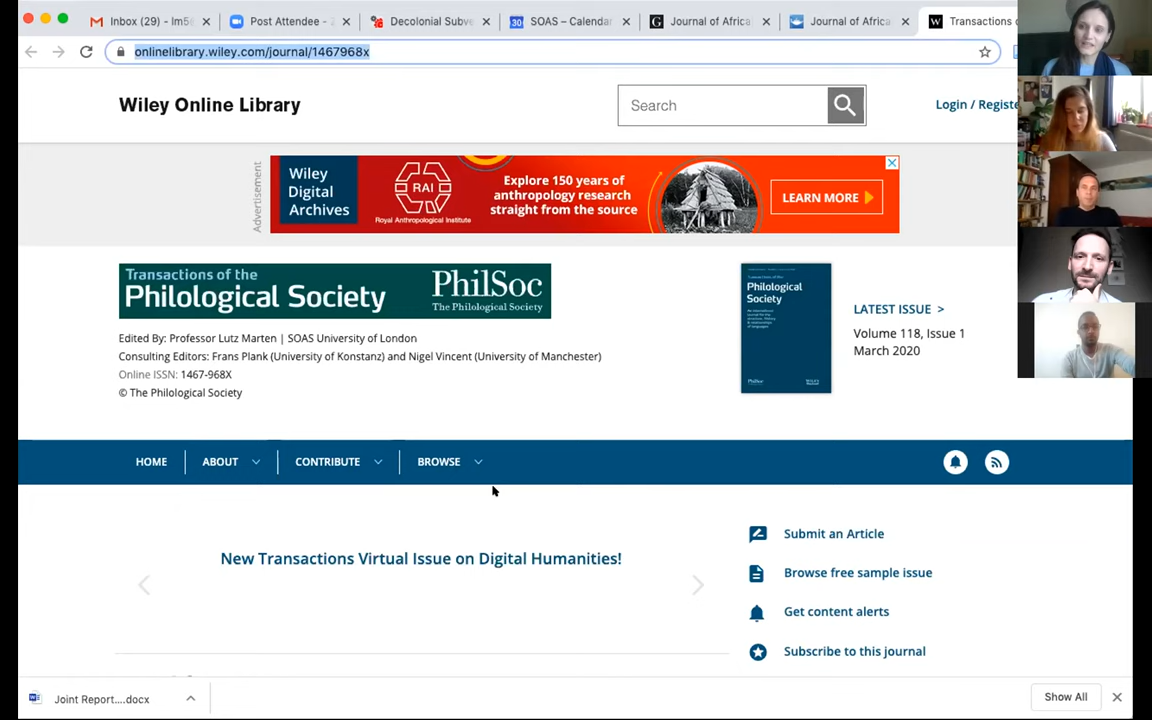 Inbox (29) – lm5
Post Attendee - 2
Decolonial Subve
30
SOAS – Calenda
G
Journal of Africa
Journal of Africa
W
Transactions o
onlinelibrary.wiley.com/journal/1467968x
Wiley Online Library
Search
Login / Registe
Advertisement
Wiley
Digital
Archives
RAI
Royal Anthropological Institute
Explore 150 years of
anthropology research
straight from the source
LEARN MORE
Transactions of the
Philological Society
PhilSoc
The Philological Society
Edited By: Professor Lutz Marten | SOAS University of London
Consulting Editors: Frans Plank (University of Konstanz) and Nigel Vincent (University of Manchester)
Online ISSN: 1467-968X
© The Philological Society
Transactions of the
Philological
Society
PhilSoc
LATEST ISSUE >
Volume 118, Issue 1
March 2020
HOME
ABOUT
CONTRIBUTE
BROWSE
New Transactions Virtual Issue on Digital Humanities!
Submit an Article
Browse free sample issue
Get content alerts
Subscribe to this journal
Joint Report....docx
Show All